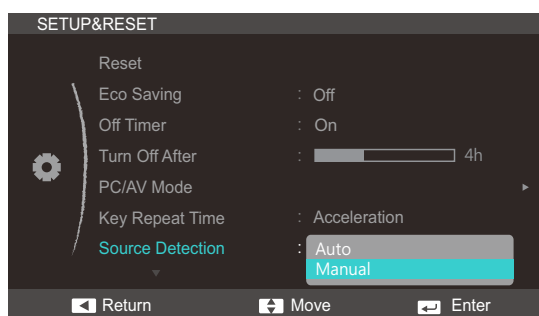 SETUP&RESET
Reset
Eco Saving : Off
Off Timer : On
Turn Off After : 4h
PC/AV Mode
Key Repeat Time : Acceleration
Source Detection : Auto
Manual
Return Move Enter